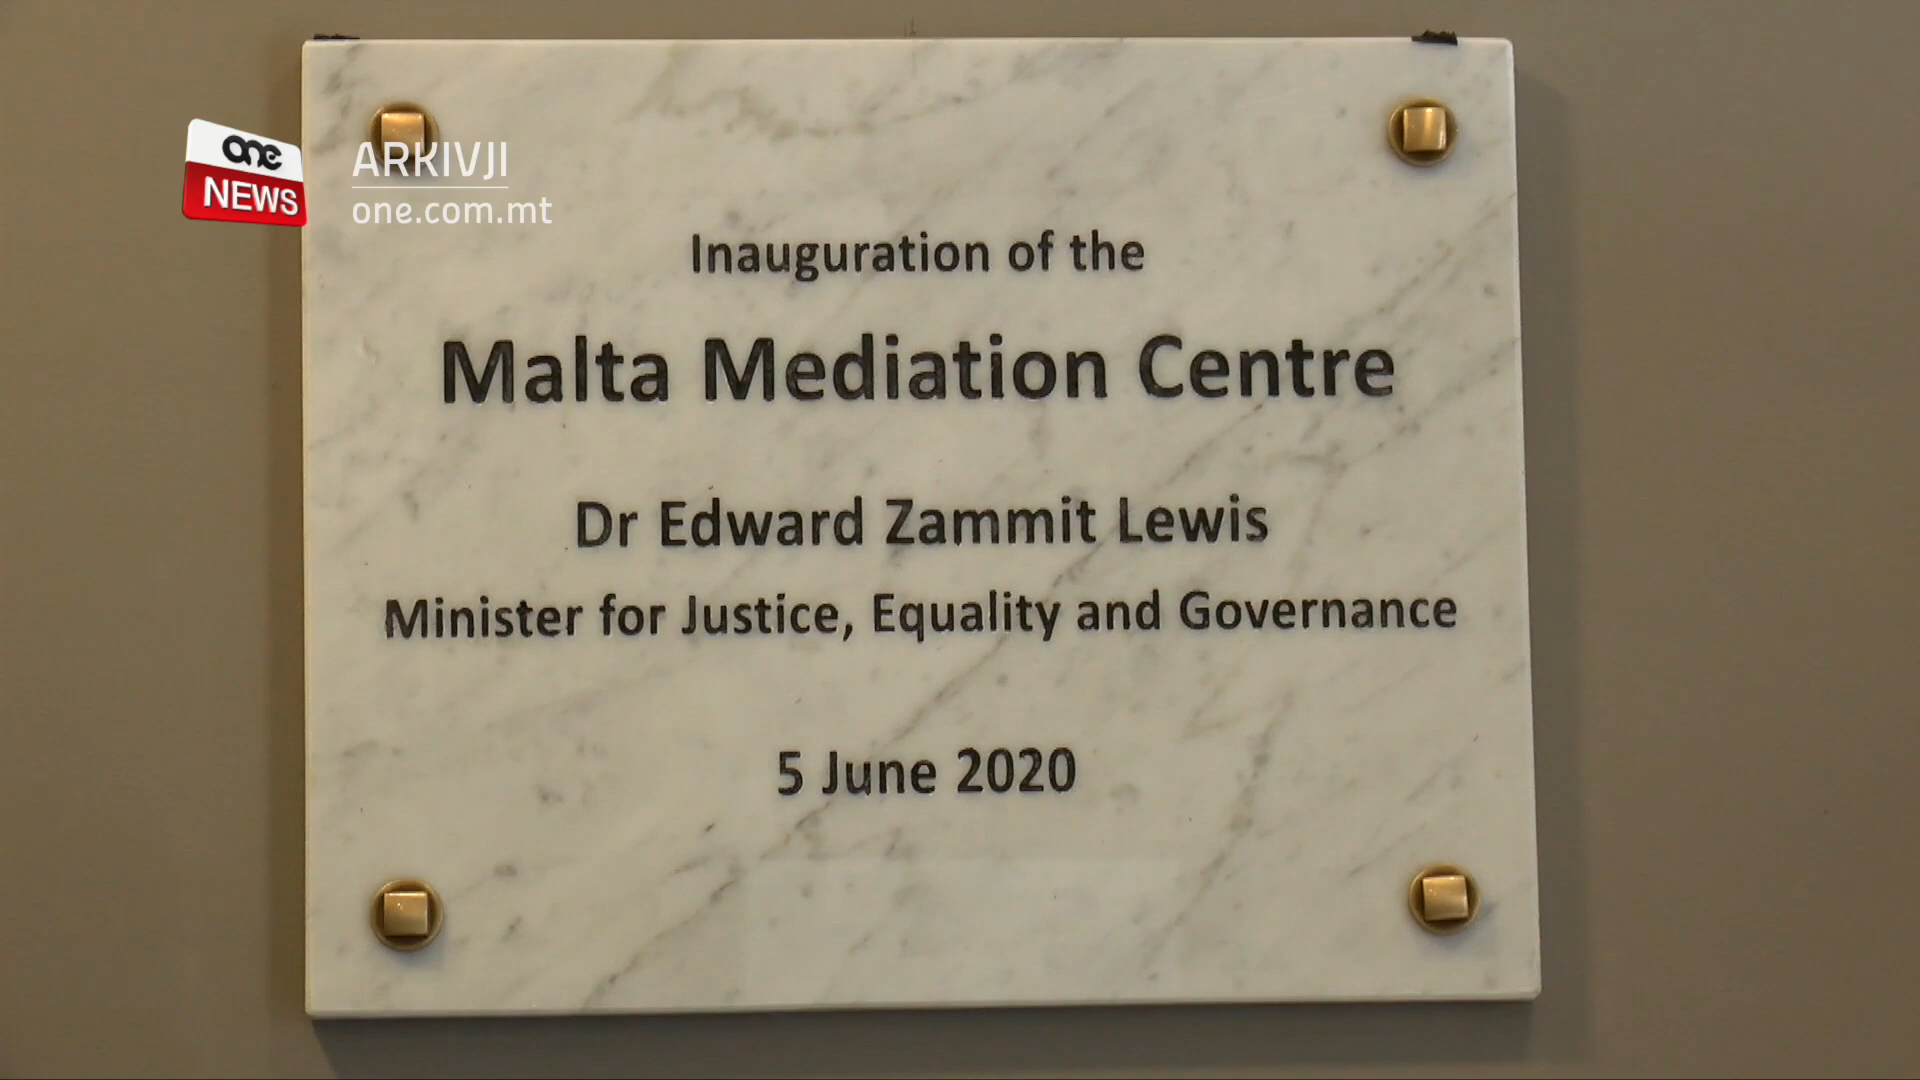 one
NEWS
ARKIVJI
one.com.mt
Inauguration of the
Malta Mediation Centre
Dr Edward Zammit Lewis
Minister for Justice, Equality and Governance
5 June 2020